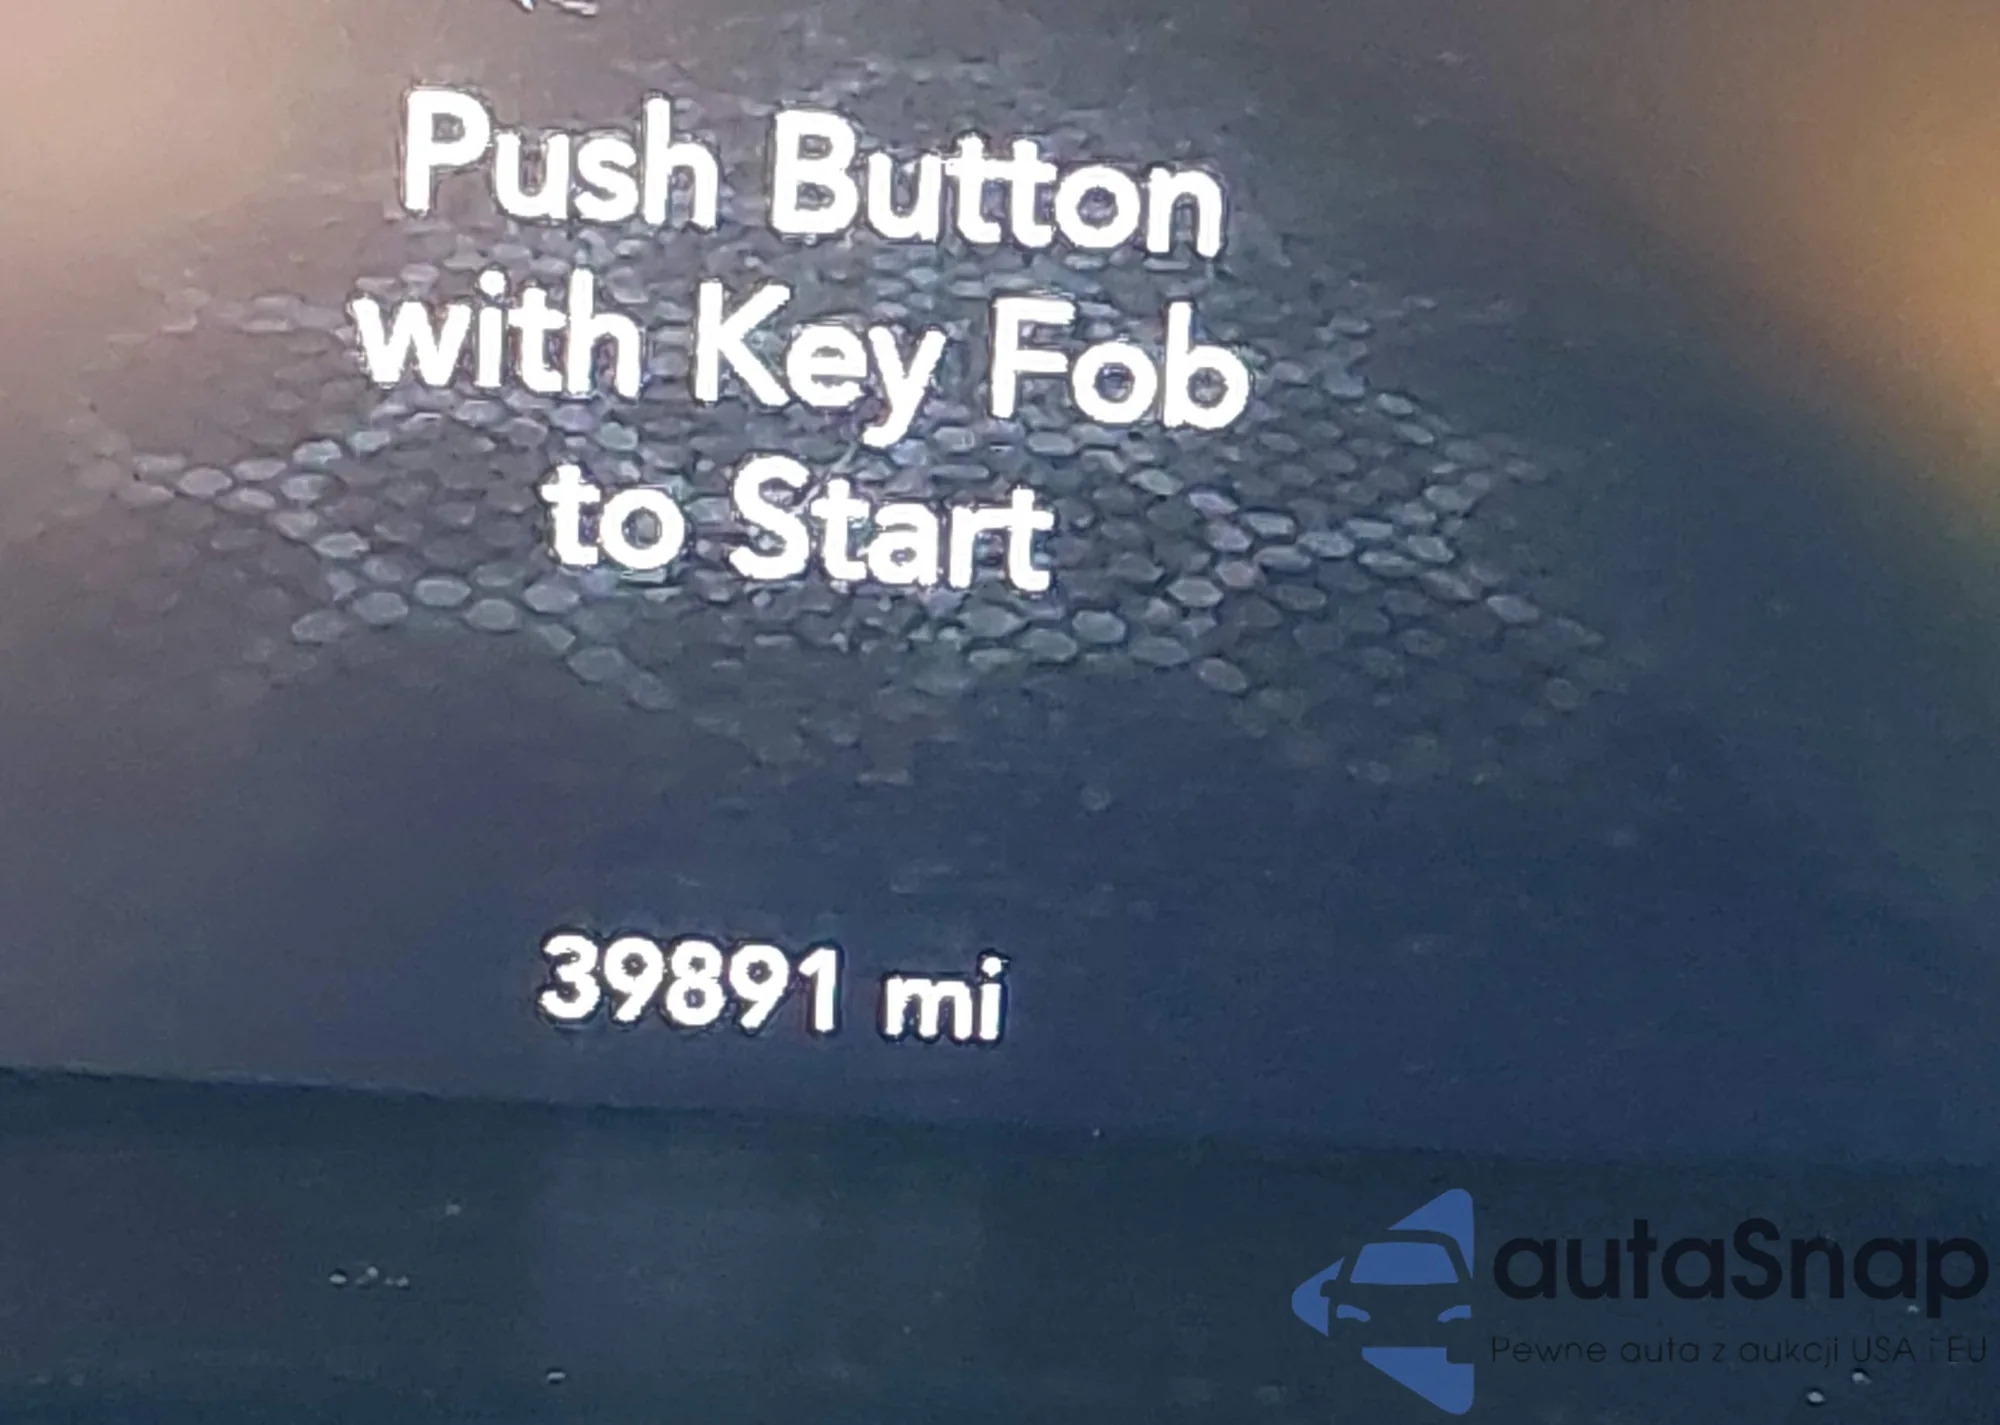 Push Button
with Key Fob
to Start
39891 mi
autaSnap
Pewne auta z aukcji USA i EU